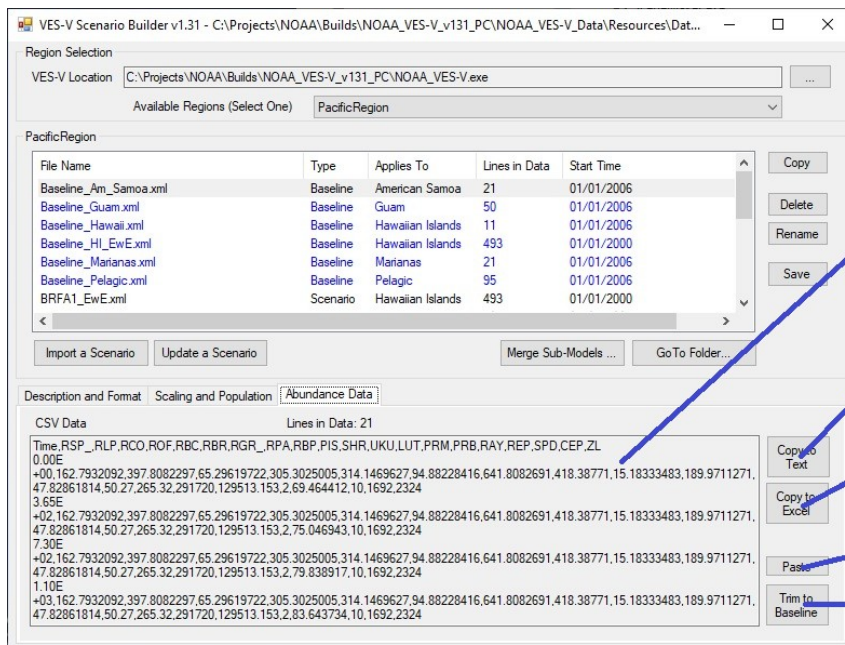 VES-V Scenario Builder v1.31 - C:\Projects\NOAA\Builds\NOAA_VES-V_v131_PC\NOAA_VES-V_Data\Resources\Dat...
Region Selection
VES-V Location C:\Projects\NOAA\Builds\NOAA_VES-V_v131_PC\NOAA_VES-V.exe ...
Available Regions (Select One) PacificRegion
PacificRegion
File Name Type Applies To Lines in Data Start Time Copy
Baseline_Am_Samoa.xml Baseline American Samoa 21 01/01/2006
Baseline_Guam.xml Baseline Guam 50 01/01/2006 Delete
Baseline_Hawaii.xml Baseline Hawaiian Islands 11 01/01/2006
Baseline_HI_EwE.xml Baseline Hawaiian Islands 493 01/01/2000 Rename
Baseline_Marianas.xml Baseline Marianas 21 01/01/2006
Baseline_Pelagic.xml Baseline Pelagic 95 01/01/2006 Save
BRFA1_EwE.xml Scenario Hawaiian Islands 493 01/01/2000
Import a Scenario Update a Scenario Merge Sub-Models ... GoTo Folder...
Description and Format Scaling and Population Abundance Data
CSV Data Lines in Data: 21
Time,RSP_,RLP,RCO,ROF,RBC,RBR,RGR_,RPA,RBP,PIS,SHR,UKU,LUT,PRM,PRB,RAY,REP,SPD,CEP,ZL
0.00E
+00,162.7932092,397.8082297,65.29619722,305.3025005,314.1469627,94.88228416,641.8082691,418.38771,15.18333483,189.9711271,
47.82861814,50.27,265.32,291720,129513.153,2,69.464412,10,1692,2324
3.65E
+02,162.7932092,397.8082297,65.29619722,305.3025005,314.1469627,94.88228416,641.8082691,418.38771,15.18333483,189.9711271,
47.82861814,50.27,265.32,291720,129513.153,2,75.046943,10,1692,2324
7.30E
+02,162.7932092,397.8082297,65.29619722,305.3025005,314.1469627,94.88228416,641.8082691,418.38771,15.18333483,189.9711271,
47.82861814,50.27,265.32,291720,129513.153,2,79.838917,10,1692,2324
1.10E
+03,162.7932092,397.8082297,65.29619722,305.3025005,314.1469627,94.88228416,641.8082691,418.38771,15.18333483,189.9711271,
47.82861814,50.27,265.32,291720,129513.153,2,83.643734,10,1692,2324
Copy to
Text
Copy to
Excel
Paste
Trim to
Baseline